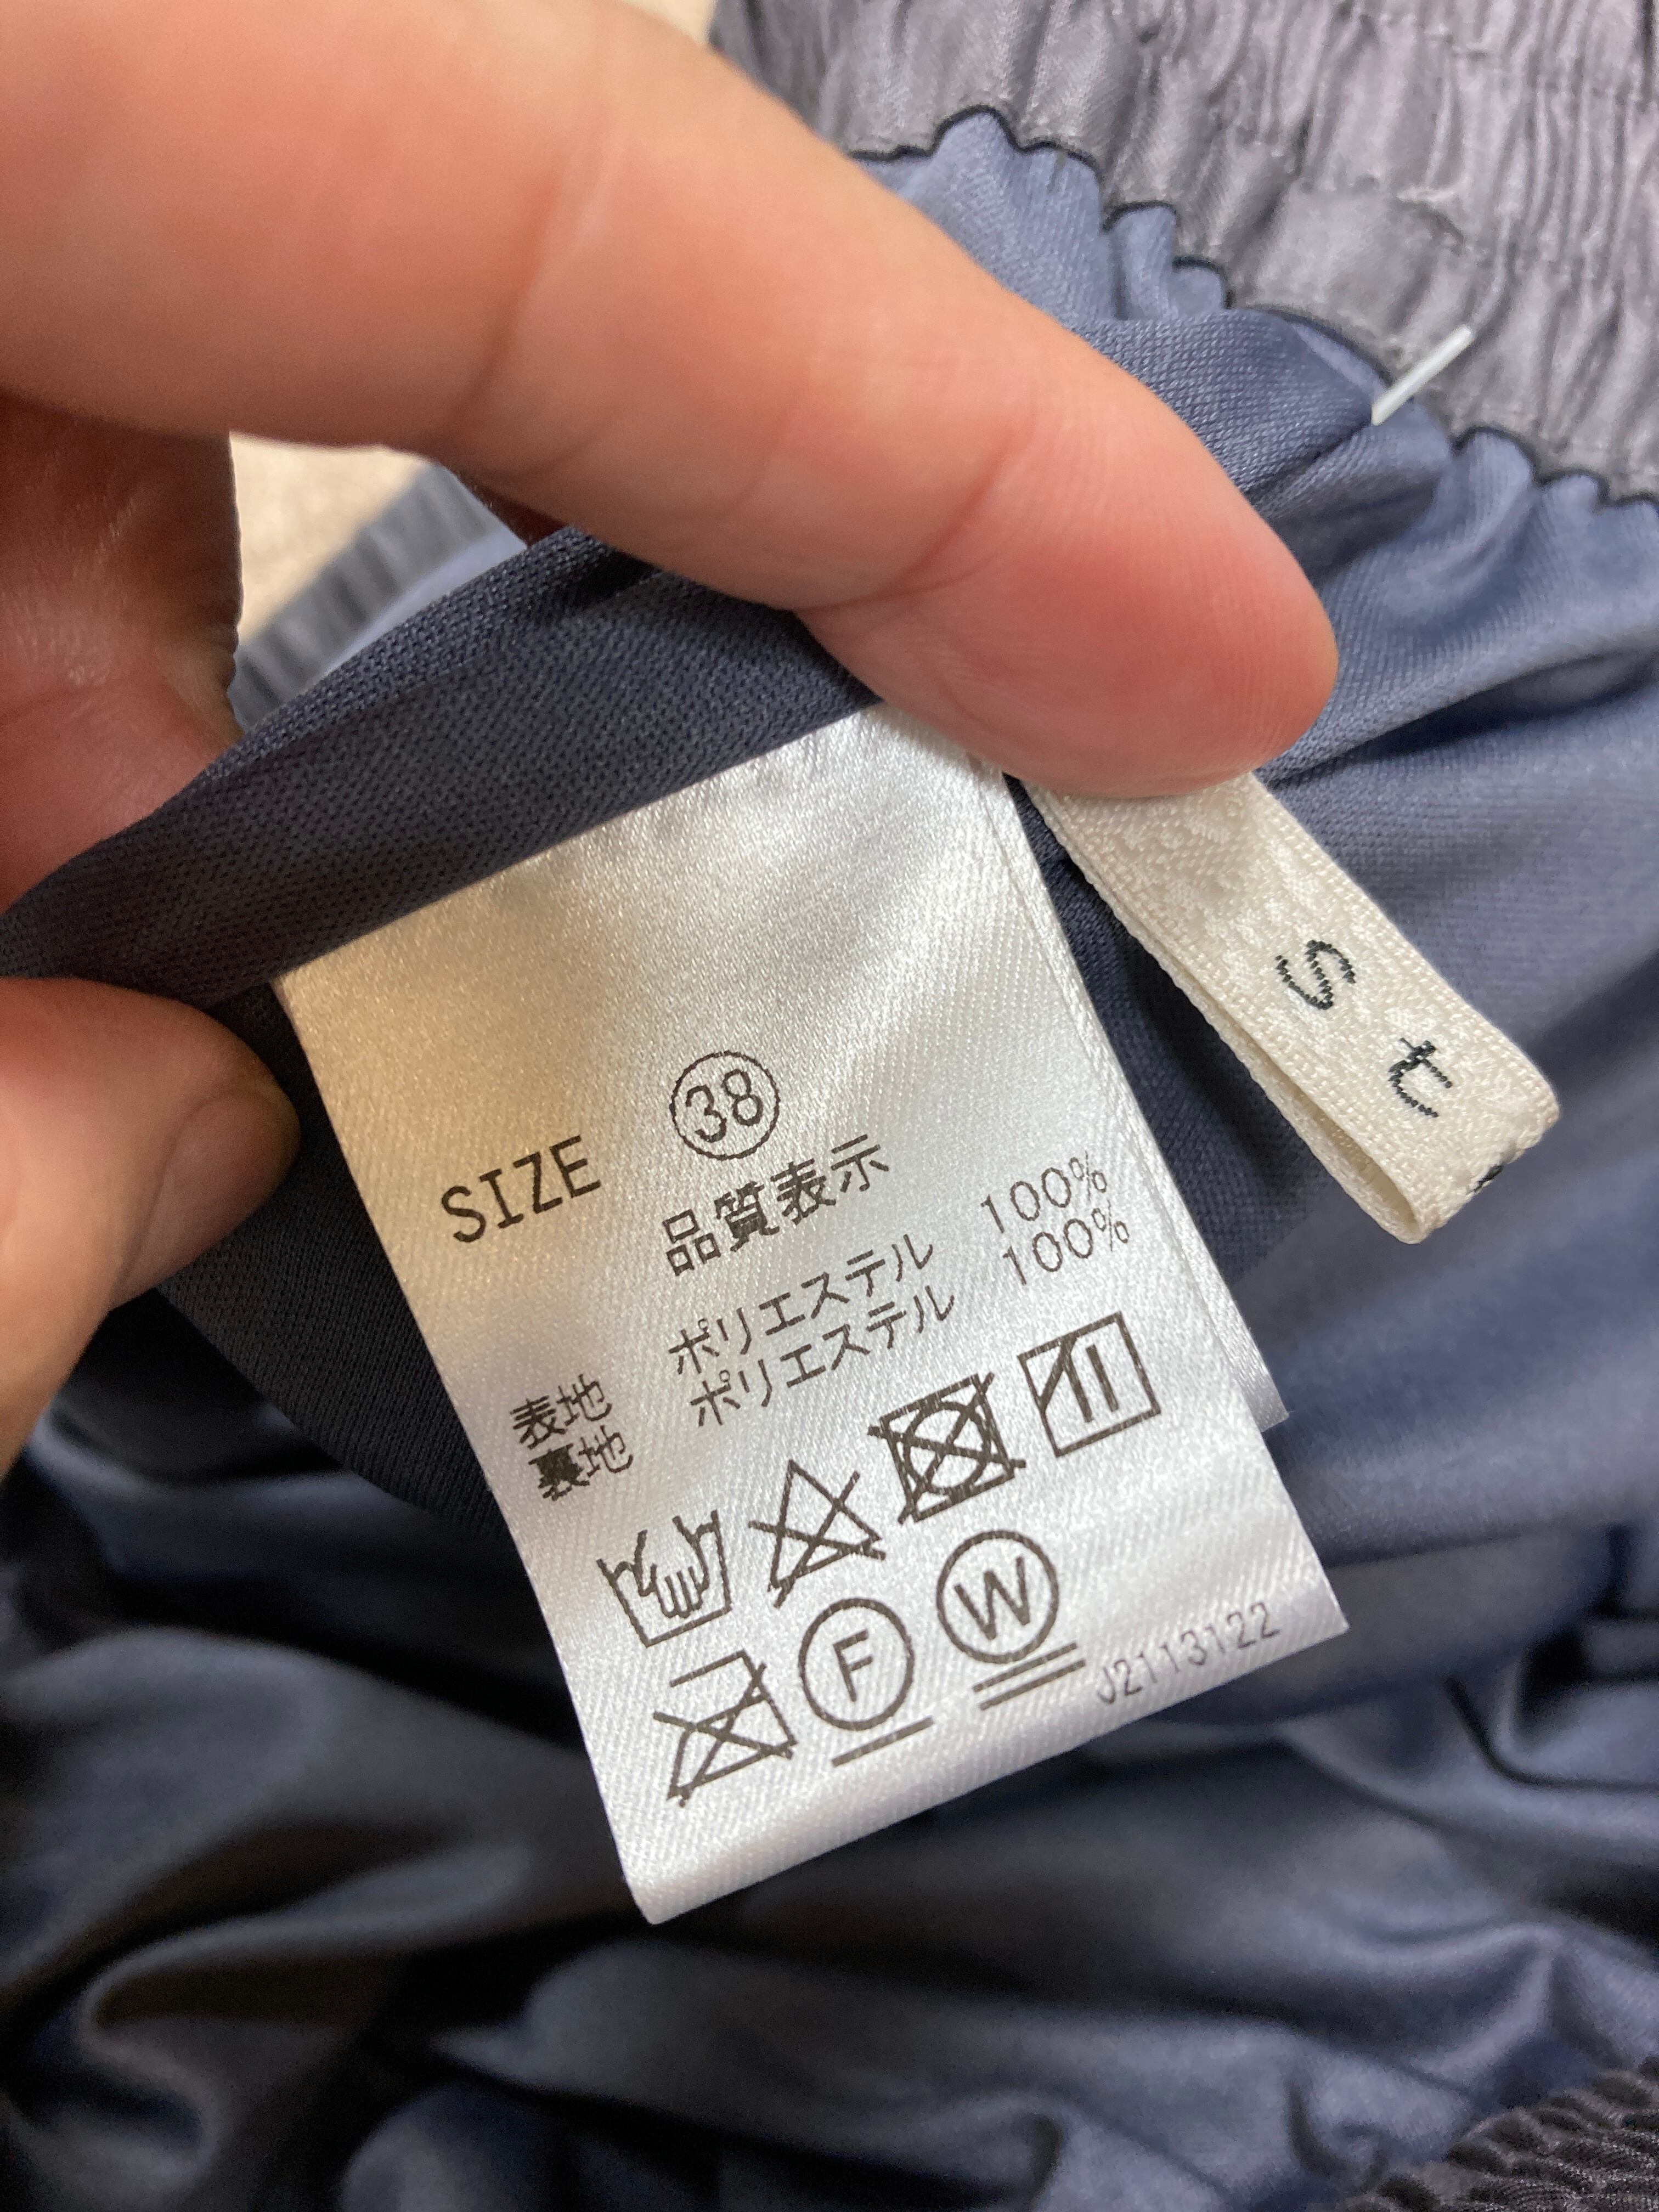 SIZE ㊳
品質表示
表地 ポリエステル 100%
裏地 ポリエステル 100%
F W
J2113122
St